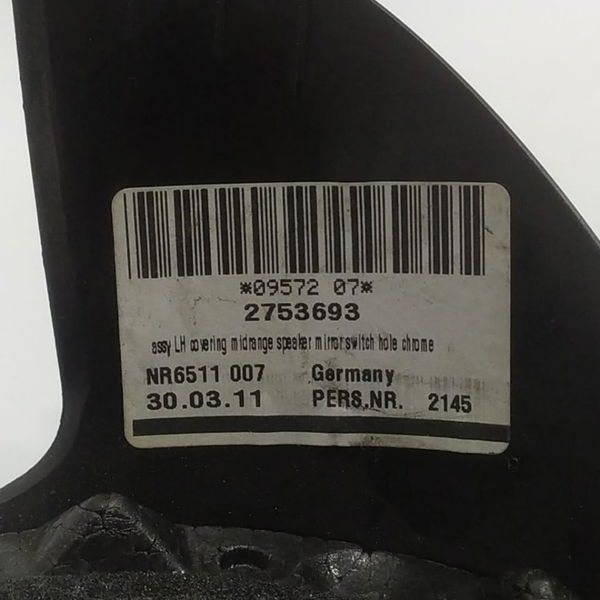 *09572 07*
2753693
assy LH covering midrange speaker mirror switch hole chrome
NR6511 007 Germany
30.03.11 PERS.NR. 2145